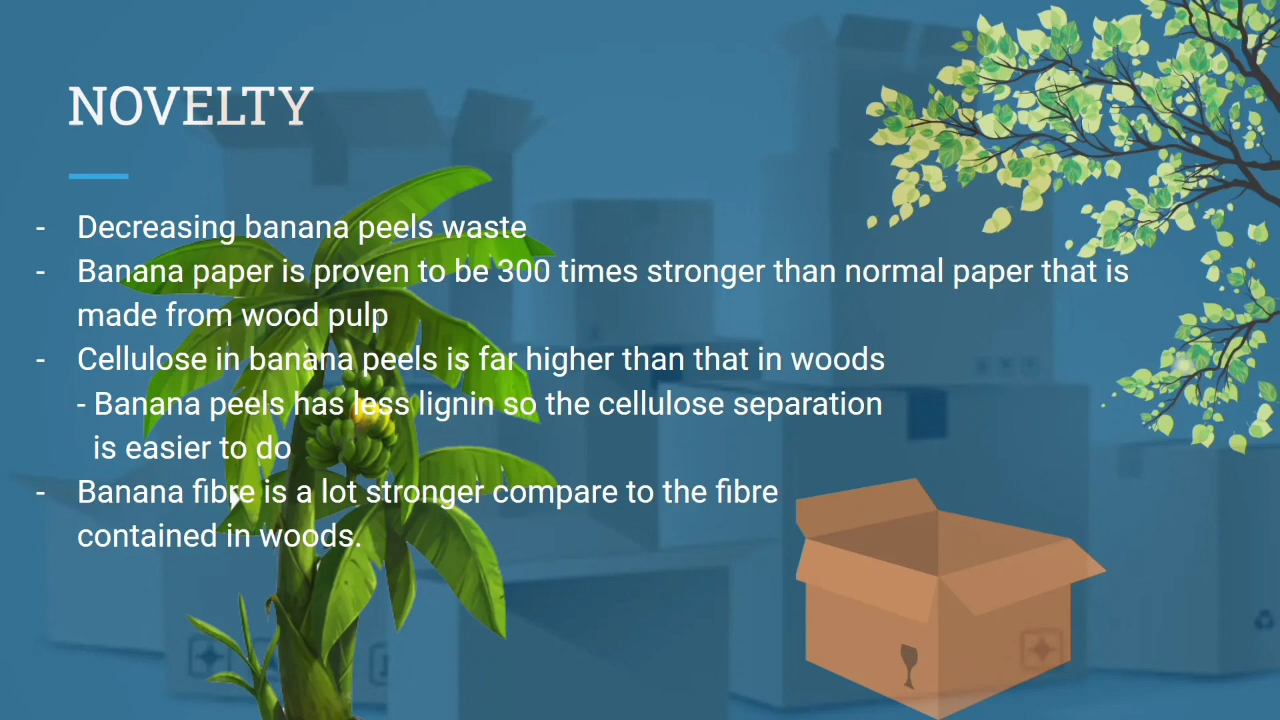 NOVELTY
- Decreasing banana peels waste
- Banana paper is proven to be 300 times stronger than normal paper that is
made from wood pulp
- Cellulose in banana peels is far higher than that in woods
- Banana peels has less lignin so the cellulose separation
is easier to do
- Banana fibre is a lot stronger compare to the fibre
contained in woods.